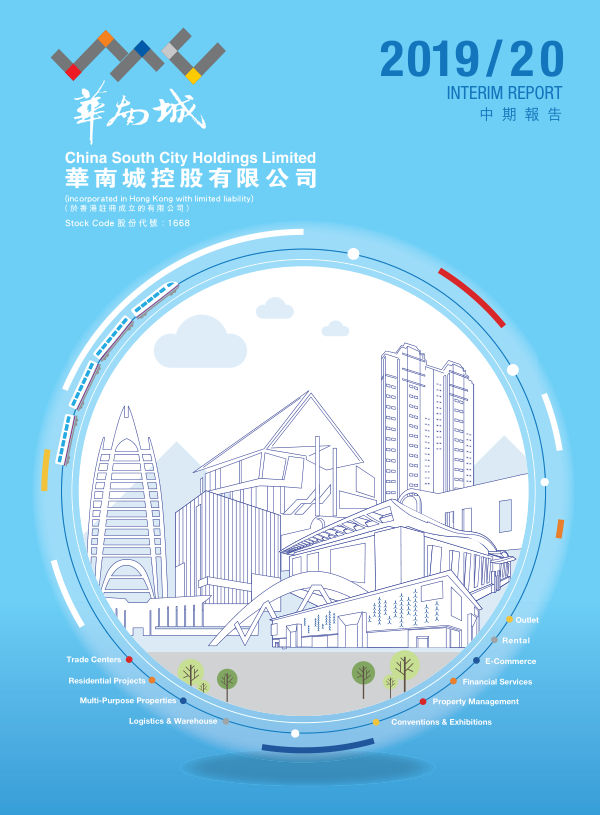 2019/20
INTERIM REPORT
中期報告
華南城
China South City Holdings Limited
華南城控股有限公司
(incorporated in Hong Kong with limited liability)
(於香港註冊成立的有限公司)
Stock Code 股份代號 : 1668
Outlet
Rental
E-Commerce
Financial Services
Property Management
Conventions & Exhibitions
Trade Centers
Residential Projects
Multi-Purpose Properties
Logistics & Warehouse